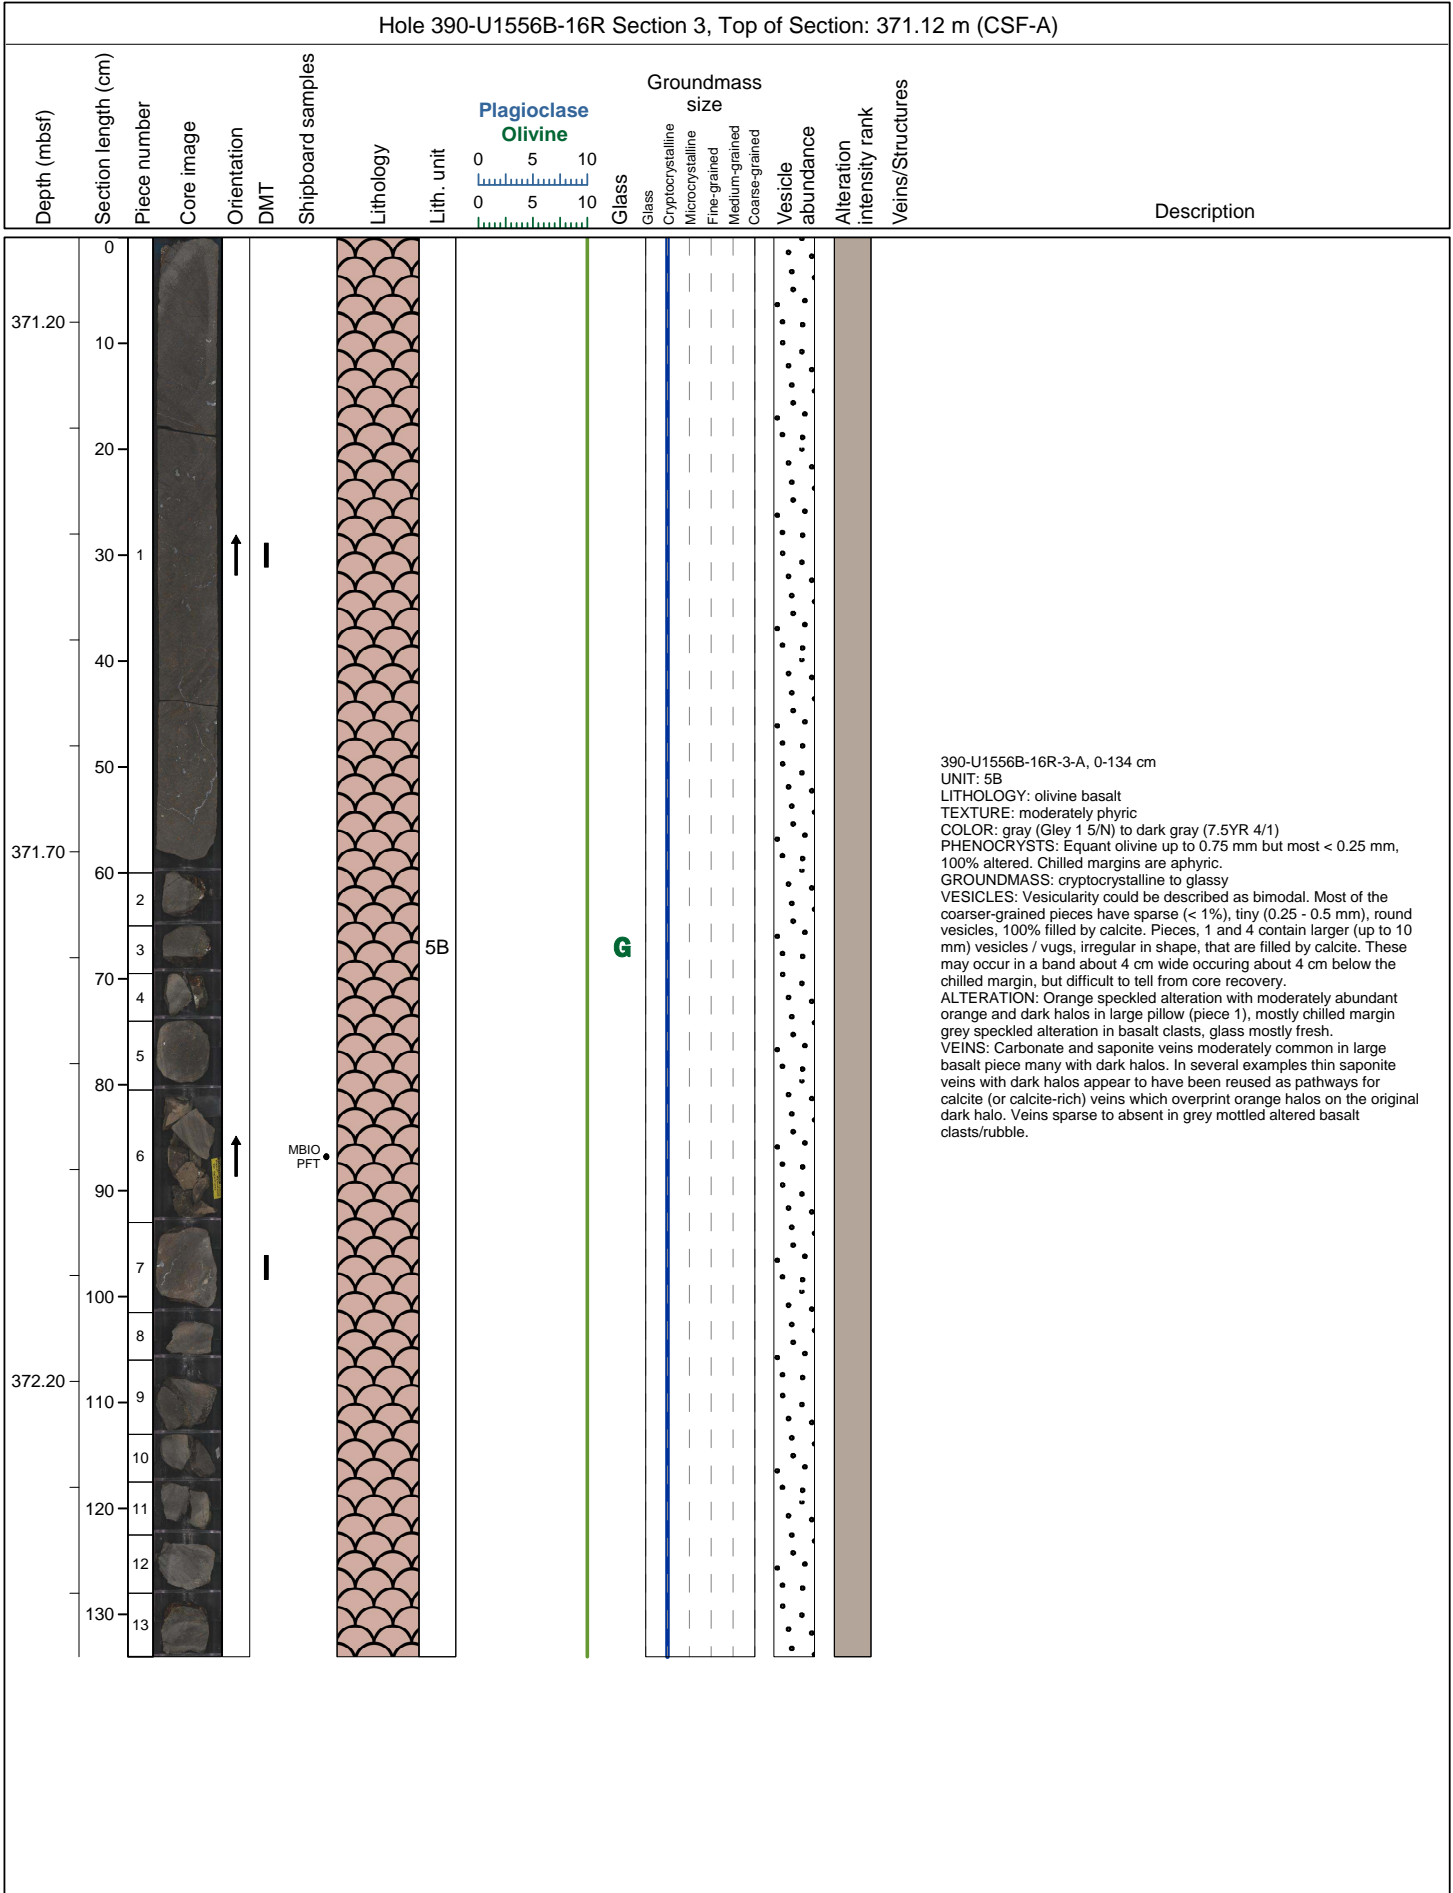 Hole 390-U1556B-16R Section 3, Top of Section: 371.12 m (CSF-A)
Depth (mbsf)
Section length (cm)
Piece number
Core image
Orientation
DMT
Shipboard samples
Lithology
Lith. unit
Plagioclase
Olivine
0 5 10
0 5 10
Glass
Groundmass
size
Glass
Cryptocrystalline
Microcrystalline
Fine-grained
Medium-grained
Coarse-grained
Vesicle
abundance
Alteration
intensity rank
Veins/Structures
Description
0
371.20
10
20
30
1
40
50
371.70
60
2
3
70
4
5
80
6
90
7
100
8
372.20
9
110
10
11
120
12
130
13
MBIO
PFT
5B
G
390-U1556B-16R-3-A, 0-134 cm
UNIT: 5B
LITHOLOGY: olivine basalt
TEXTURE: moderately phyric
COLOR: gray (Gley 1 5/N) to dark gray (7.5YR 4/1)
PHENOCRYSTS: Equant olivine up to 0.75 mm but most < 0.25 mm,
100% altered. Chilled margins are aphyric.
GROUNDMASS: cryptocrystalline to glassy
VESICLES: Vesicularity could be described as bimodal. Most of the
coarser-grained pieces have sparse (< 1%), tiny (0.25 - 0.5 mm), round
vesicles, 100% filled by calcite. Pieces, 1 and 4 contain larger (up to 10
mm) vesicles / vugs, irregular in shape, that are filled by calcite. These
may occur in a band about 4 cm wide occuring about 4 cm below the
chilled margin, but difficult to tell from core recovery.
ALTERATION: Orange speckled alteration with moderately abundant
orange and dark halos in large pillow (piece 1), mostly chilled margin
grey speckled alteration in basalt clasts, glass mostly fresh.
VEINS: Carbonate and saponite veins moderately common in large
basalt piece many with dark halos. In several examples thin saponite
veins with dark halos appear to have been reused as pathways for
calcite (or calcite-rich) veins which overprint orange halos on the original
dark halo. Veins sparse to absent in grey mottled altered basalt
clasts/rubble.